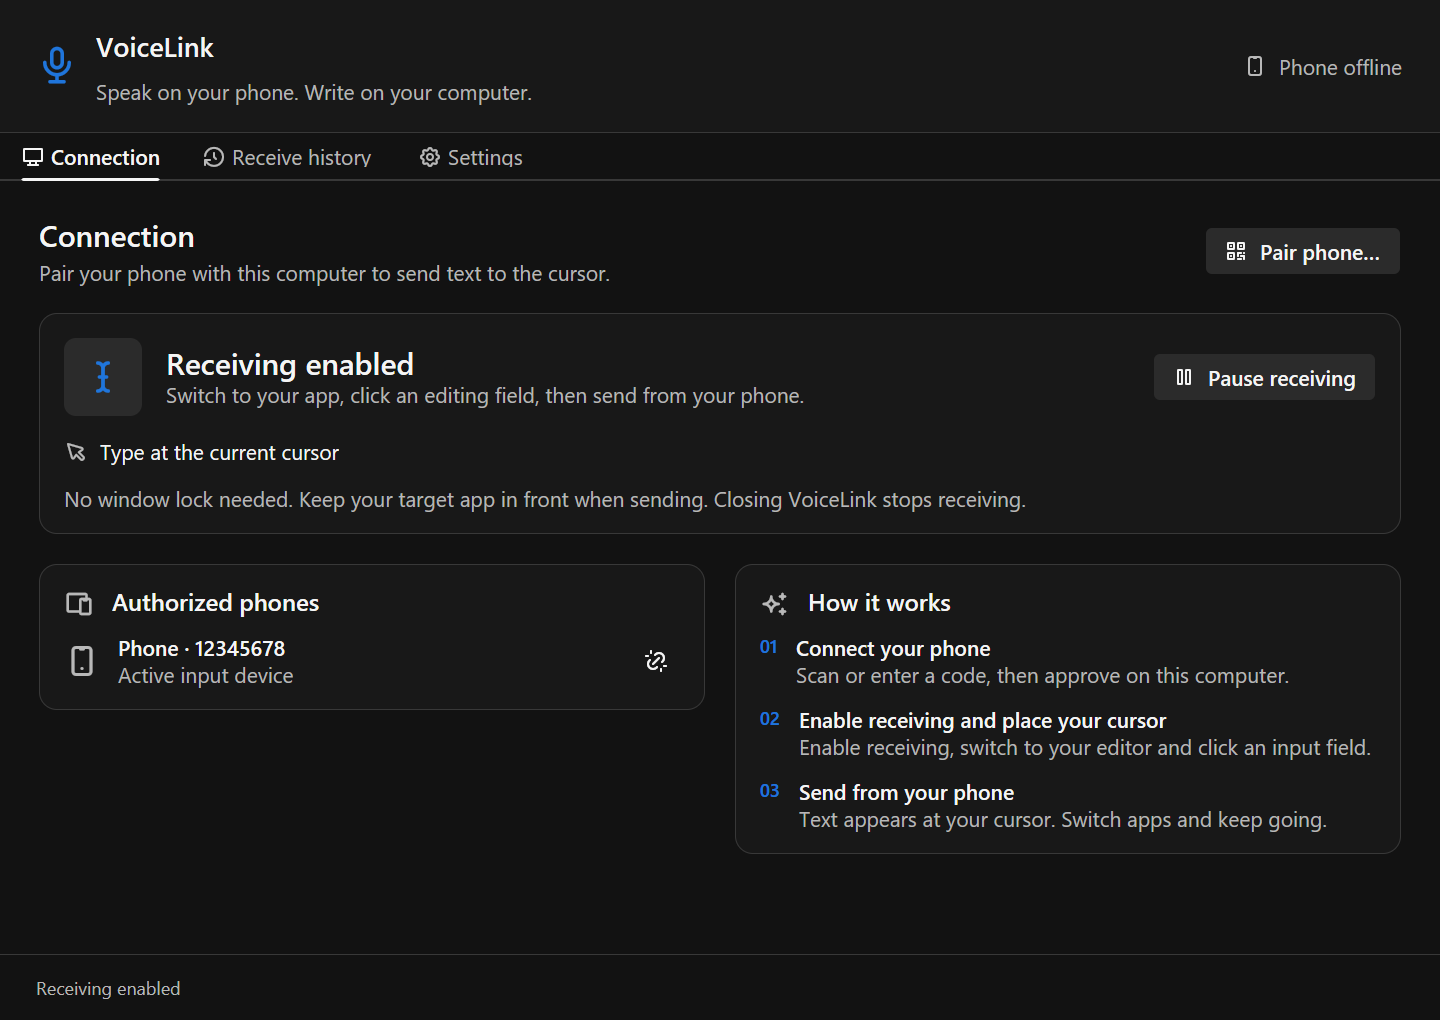 VoiceLink
Speak on your phone. Write on your computer.
Phone offline
Connection
Receive history
Settings
Connection
Pair your phone with this computer to send text to the cursor.
Pair phone...
Receiving enabled
Switch to your app, click an editing field, then send from your phone.
Pause receiving
Type at the current cursor
No window lock needed. Keep your target app in front when sending. Closing VoiceLink stops receiving.
Authorized phones
Phone · 12345678
Active input device
How it works
01 Connect your phone
Scan or enter a code, then approve on this computer.
02 Enable receiving and place your cursor
Enable receiving, switch to your editor and click an input field.
03 Send from your phone
Text appears at your cursor. Switch apps and keep going.
Receiving enabled